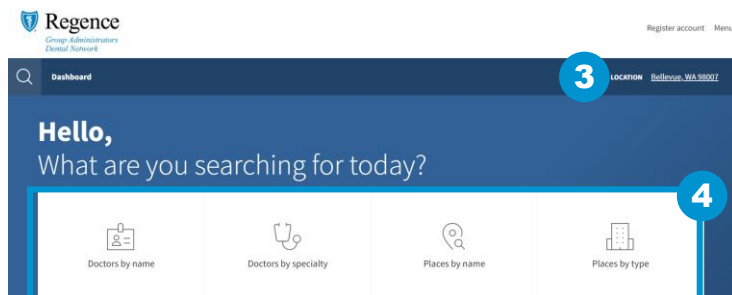 Regence
Group Administrators
Dental Network
Register account Menu
Dashboard
3
LOCATION Bellevue, WA 98007
Hello,
What are you searching for today?
4
Doctors by name
Doctors by specialty
Places by name
Places by type